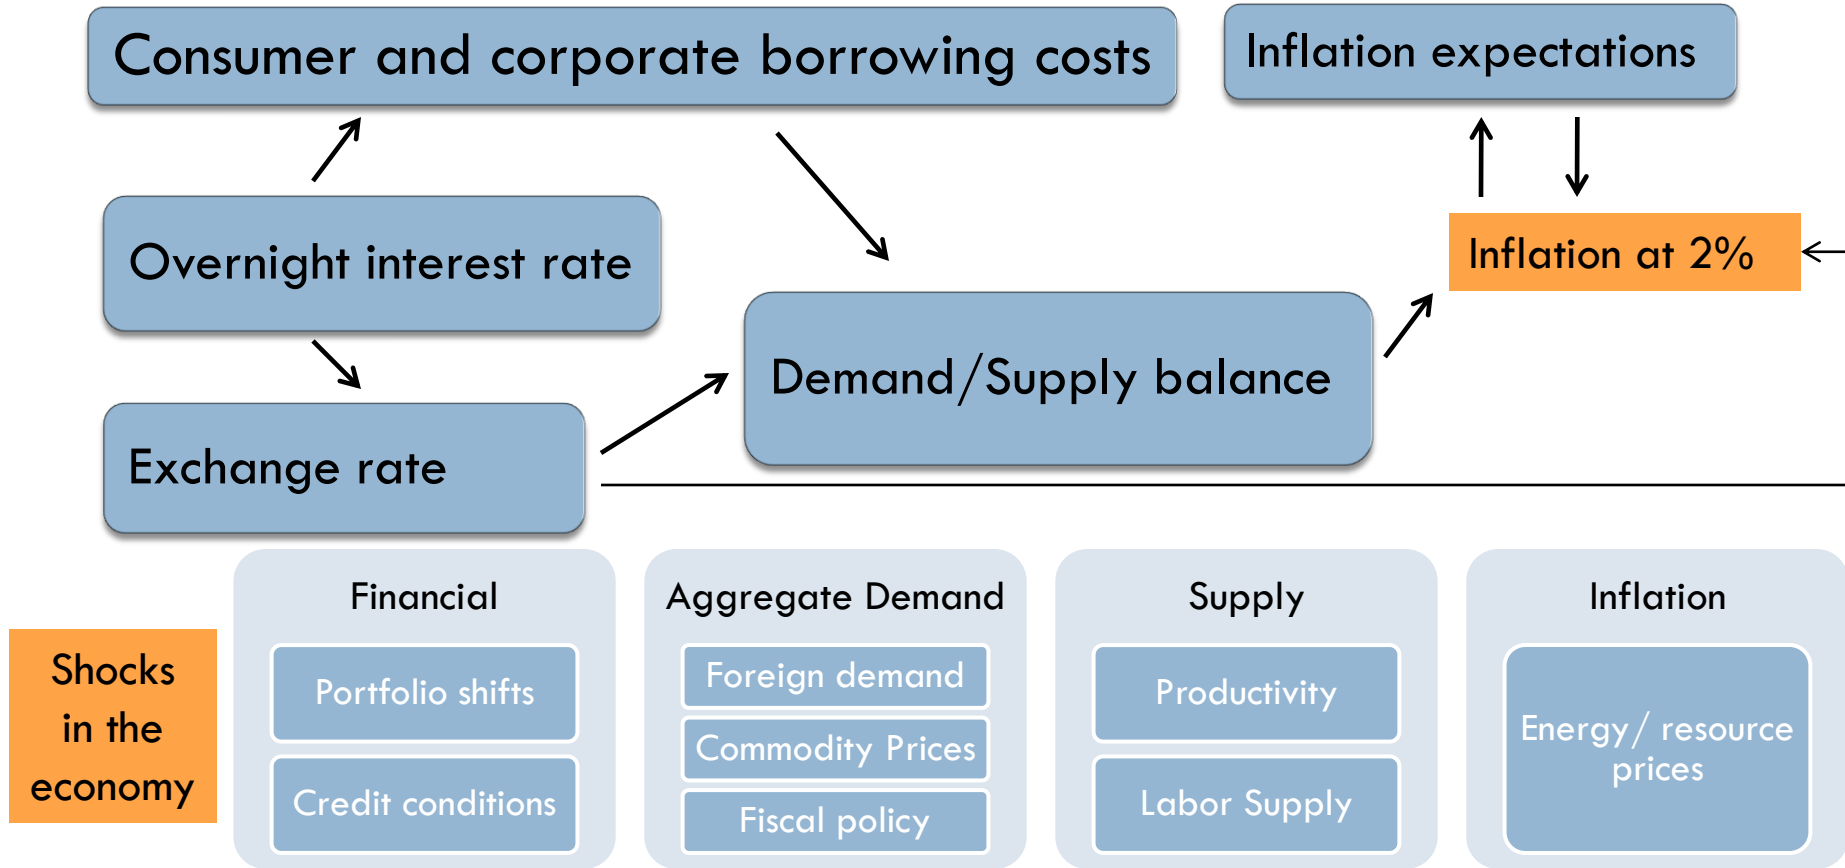 Consumer and corporate borrowing costs
Inflation expectations
Overnight interest rate
Inflation at 2%
Demand/Supply balance
Exchange rate
Shocks
in the
economy
Financial
Portfolio shifts
Credit conditions
Aggregate Demand
Foreign demand
Commodity Prices
Fiscal policy
Supply
Productivity
Labor Supply
Inflation
Energy/ resource
prices